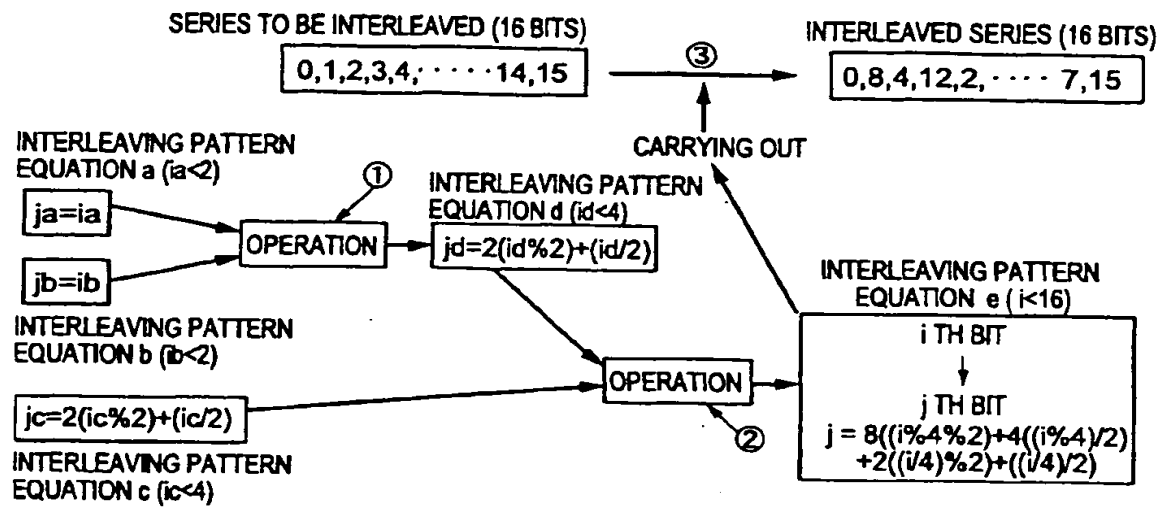 SERIES TO BE INTERLEAVED (16 BITS)
0,1,2,3,4,·····14,15
③
INTERLEAVED SERIES (16 BITS)
0,8,4,12,2,···· 7,15
CARRYING OUT
INTERLEAVING PATTERN
EQUATION a (ia<2)
ja=ia
①
OPERATION
jb=ib
INTERLEAVING PATTERN
EQUATION b (ib<2)
INTERLEAVING PATTERN
EQUATION d (id<4)
jd=2(id%2)+(id/2)
jc=2(ic%2)+(ic/2)
INTERLEAVING PATTERN
EQUATION c (ic<4)
OPERATION
②
INTERLEAVING PATTERN
EQUATION e ( i<16)
i TH BIT
j TH BIT
j = 8((i%4%2)+4((i%4)/2)
+2((i/4)%2)+((i/4)/2)